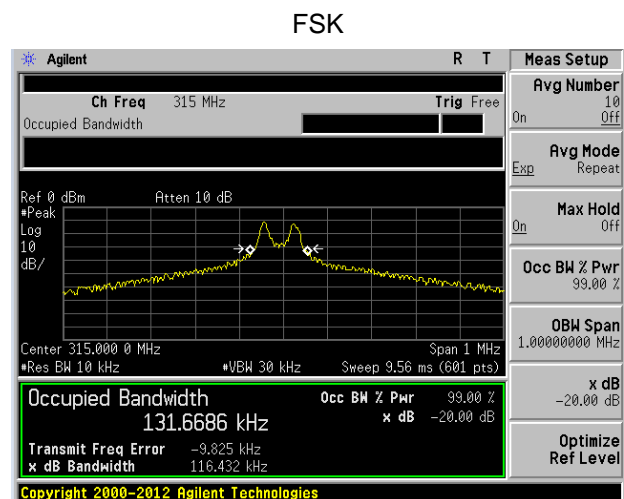 FSK
Agilent R T
Ch Freq 315 MHz Trig Free
Occupied Bandwidth
Ref 0 dBm Atten 10 dB
#Peak
Log
10
dB/
Center 315.000 0 MHz Span 1 MHz
#Res BW 10 kHz #VBW 30 kHz Sweep 9.56 ms (601 pts)
Occupied Bandwidth Occ BW % Pwr 99.00 %
131.6686 kHz x dB -20.00 dB
Transmit Freq Error -9.825 kHz
x dB Bandwidth 116.432 kHz
Copyright 2000-2012 Agilent Technologies
Meas Setup
Avg Number
10
On Off
Avg Mode
Exp Repeat
Max Hold
On Off
Occ BW % Pwr
99.00 %
OBW Span
1.00000000 MHz
x dB
-20.00 dB
Optimize
Ref Level